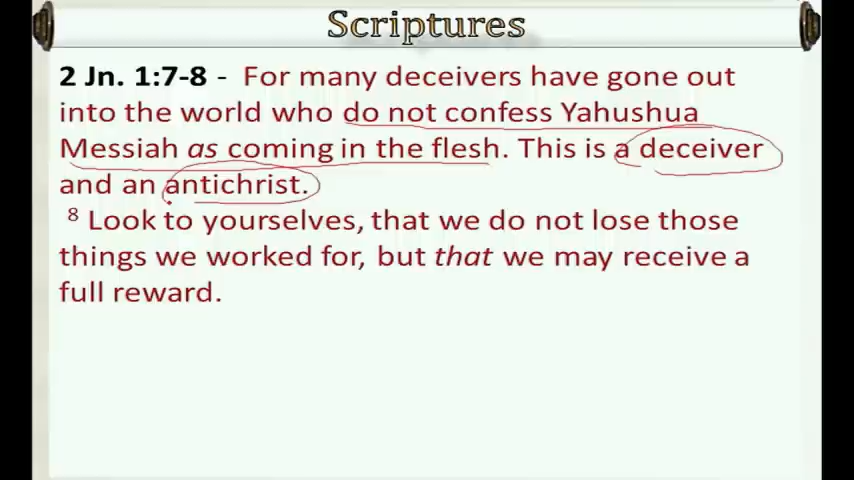 Scriptures
2 Jn. 1:7-8 - For many deceivers have gone out
into the world who do not confess Yahushua
Messiah as coming in the flesh. This is a deceiver
and an antichrist.
8 Look to yourselves, that we do not lose those
things we worked for, but that we may receive a
full reward.